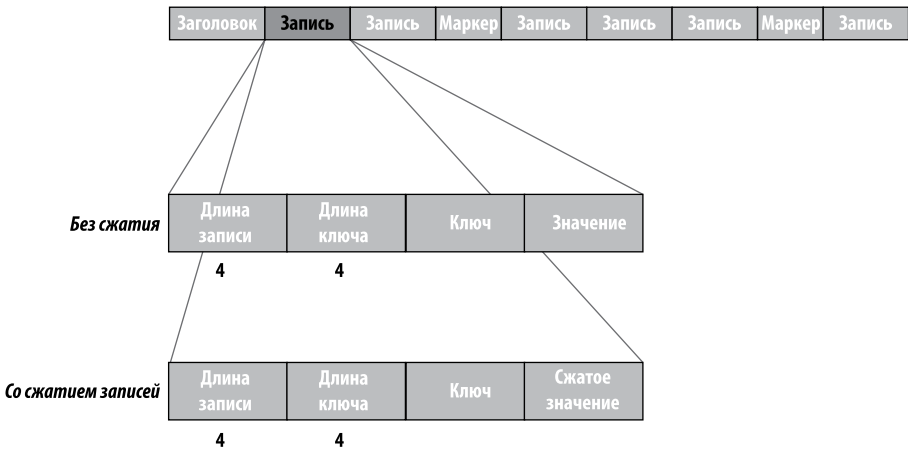 Заголовок Запись Запись Маркер Запись Запись Запись Маркер Запись
Без сжатия
Длина записи
Длина ключа
Ключ
Значение
4 4
Со сжатием записей
Длина записи
Длина ключа
Ключ
Сжатое значение
4 4